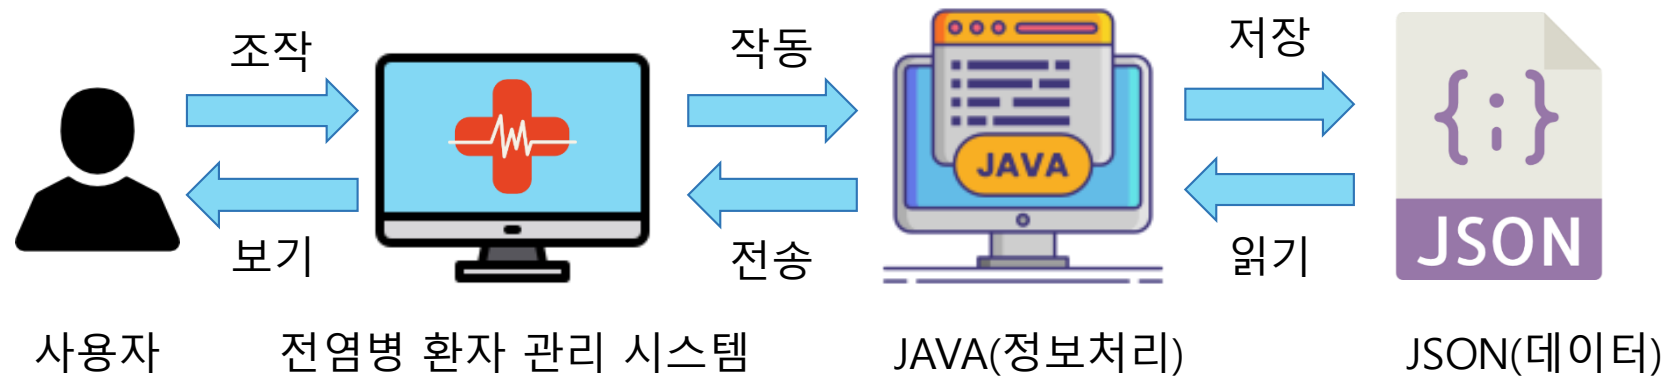 조작
작동
저장
JAVA
{;}
JSON
보기
전송
읽기
사용자
전염병 환자 관리 시스템
JAVA(정보처리)
JSON(데이터)